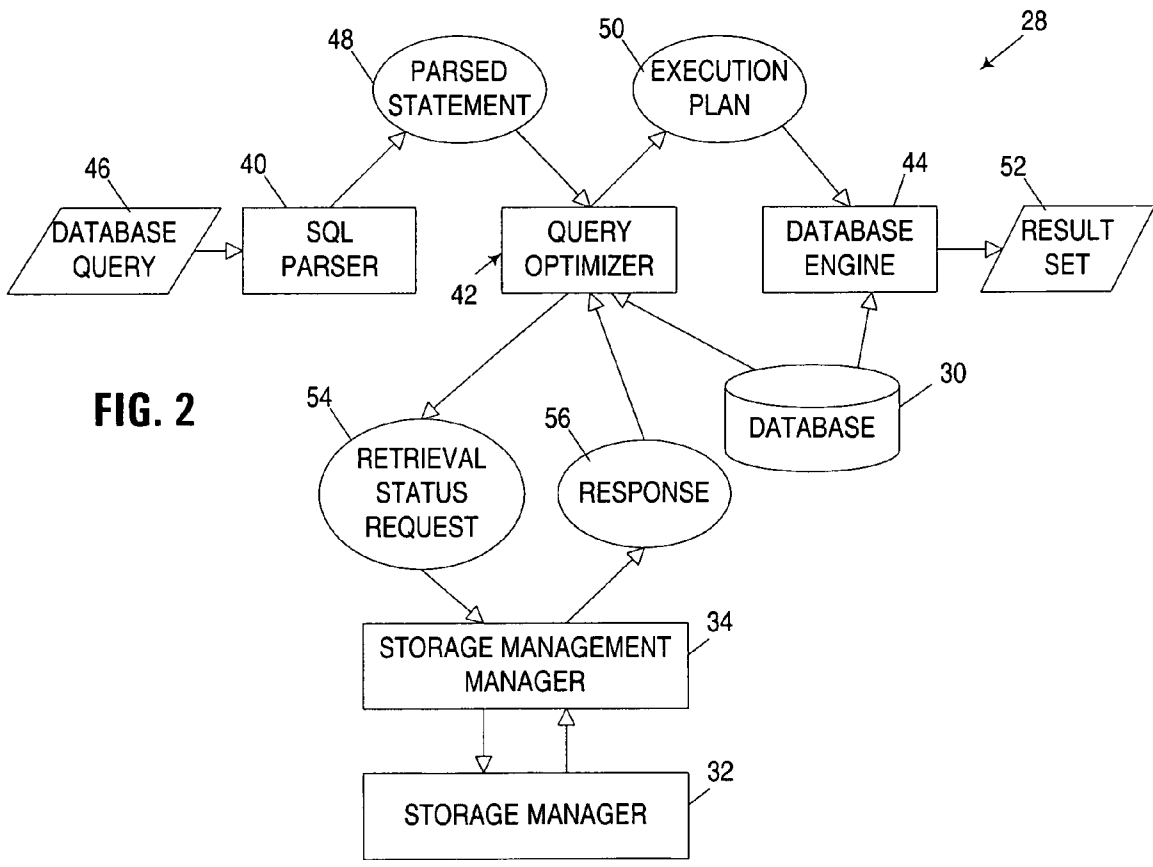 48
PARSED
STATEMENT
50
EXECUTION
PLAN
28
46
DATABASE
QUERY
40
SQL
PARSER
QUERY
OPTIMIZER
42
44
DATABASE
ENGINE
52
RESULT
SET
FIG. 2
54
RETRIEVAL
STATUS
REQUEST
56
RESPONSE
30
DATABASE
34
STORAGE MANAGEMENT
MANAGER
32
STORAGE MANAGER